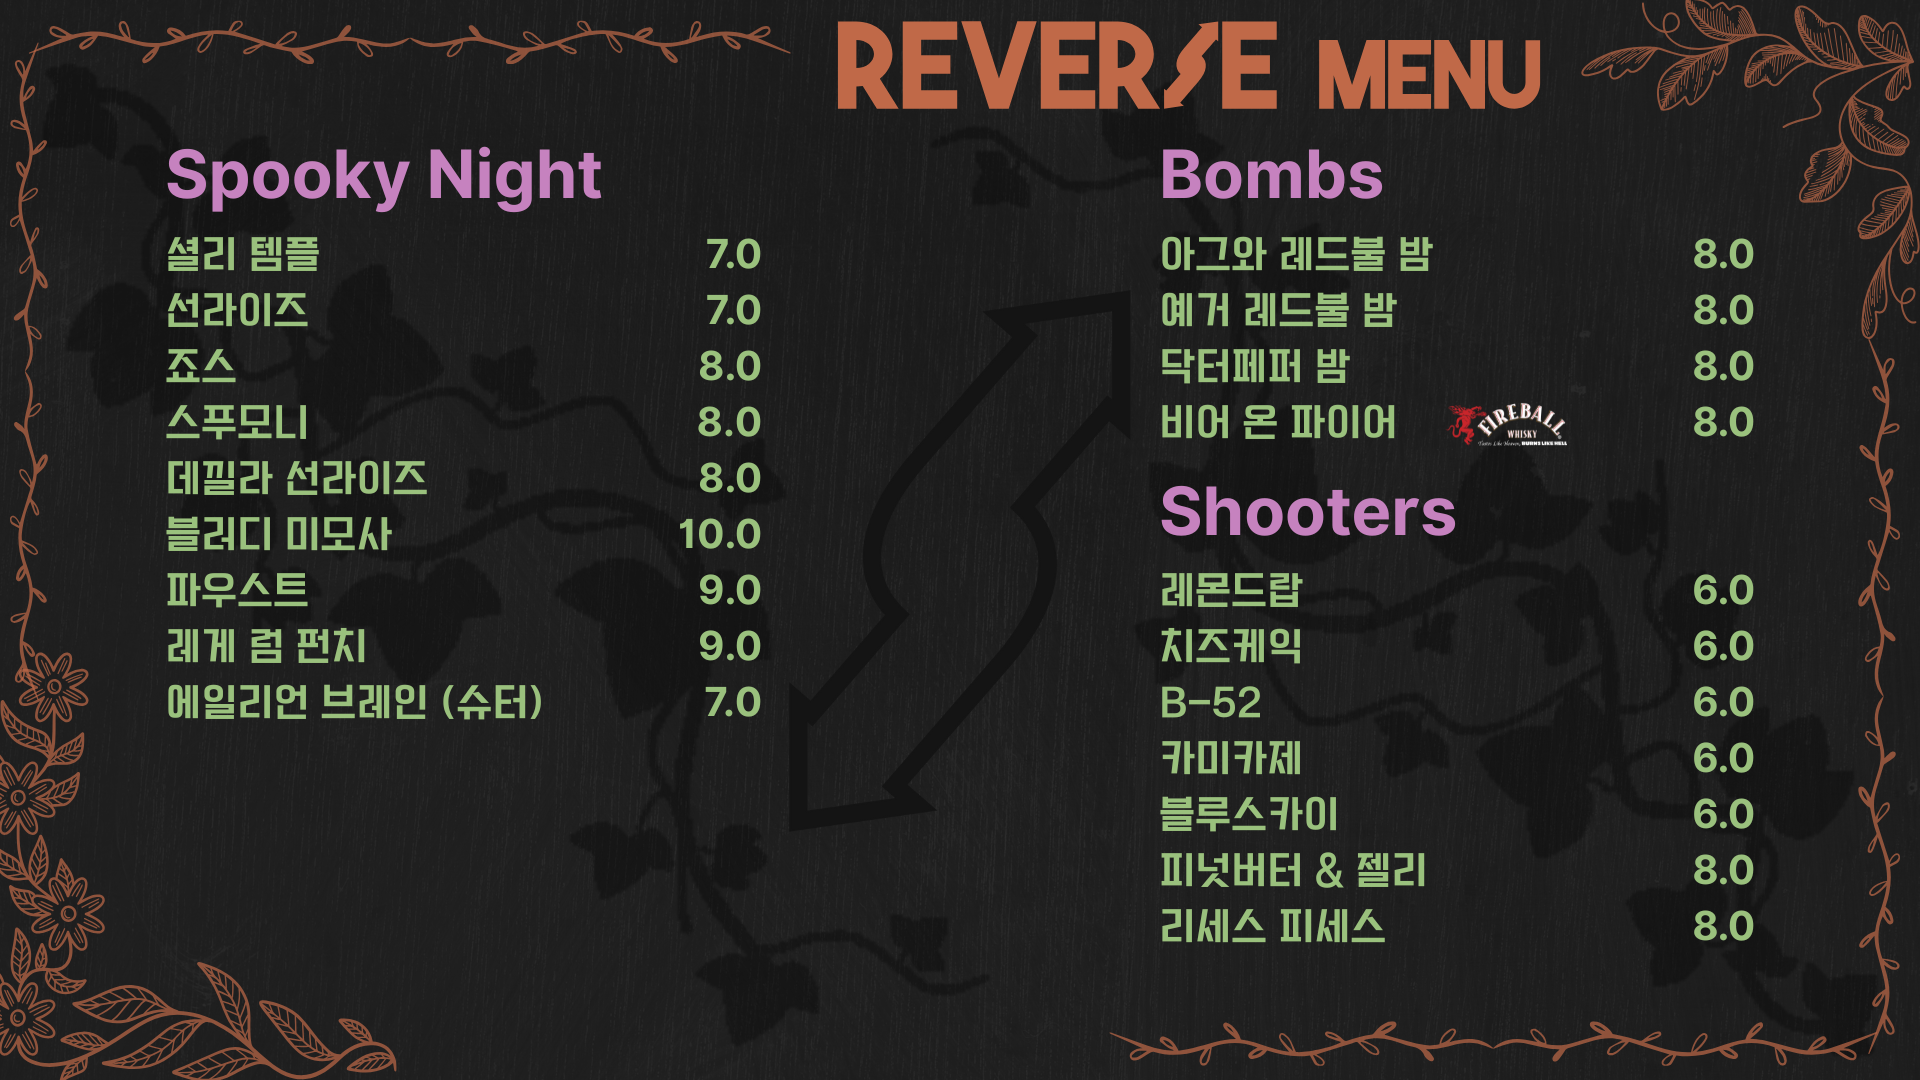 REVERSE MENU
Spooky Night
셜리 템플 7.0
선라이즈 7.0
죠스 8.0
스푸모니 8.0
데낄라 선라이즈 8.0
블러디 미모사 10.0
파우스트 9.0
레게 럼 펀치 9.0
에일리언 브레인 (슈터) 7.0
Bombs
아그와 레드불 밤 8.0
예거 레드불 밤 8.0
닥터페퍼 밤 8.0
비어 온 파이어 8.0
FIREBALL
WHISKY
Tastes Like Heaven, BURNS LIKE HELL
Shooters
레몬드랍 6.0
치즈케익 6.0
B-52 6.0
카미카제 6.0
블루스카이 6.0
피넛버터 & 젤리 8.0
리세스 피세스 8.0